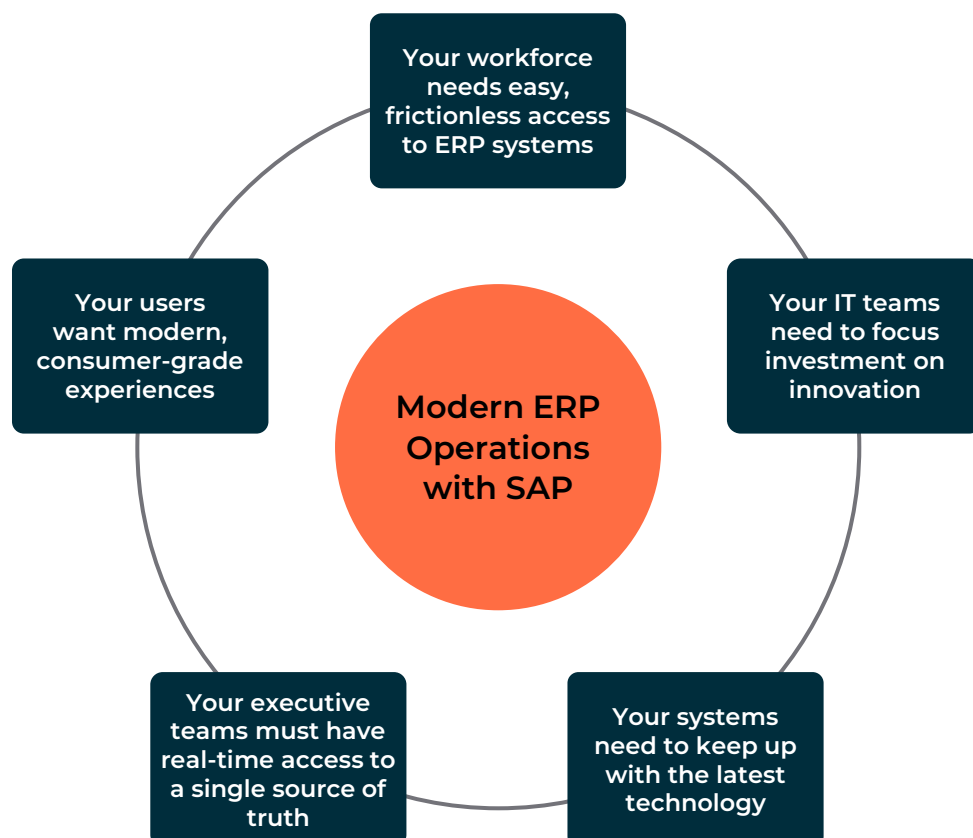 Your workforce
needs easy,
frictionless access
to ERP systems
Your users
want modern,
consumer-grade
experiences
Your IT teams
need to focus
investment on
innovation
Modern ERP
Operations
with SAP
Your executive
teams must have
real-time access to
a single source of
truth
Your systems
need to keep up
with the latest
technology